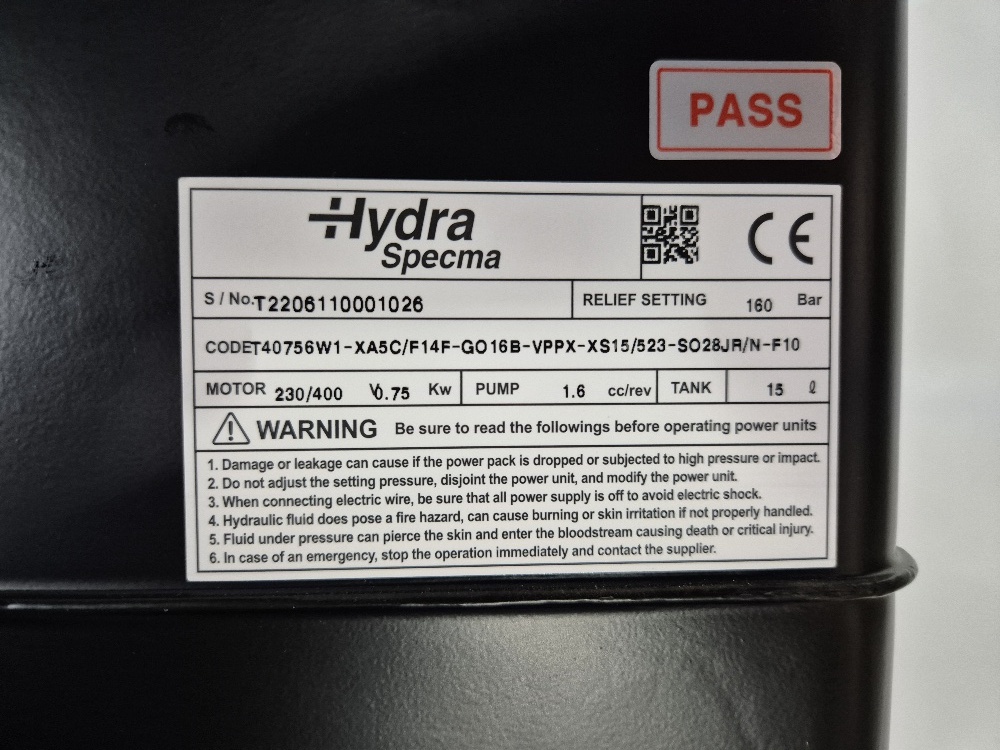 PASS
Hydra
Specma
CE
S / No. T2206110001026 RELIEF SETTING 160 Bar
CODE T40756W1-XA5C/F14F-GO16B-VPPX-XS15/523-SO28JR/N-F10
MOTOR 230/400 V 0.75 Kw PUMP 1.6 cc/rev TANK 15 ℓ
WARNING Be sure to read the followings before operating power units
1. Damage or leakage can cause if the power pack is dropped or subjected to high pressure or impact.
2. Do not adjust the setting pressure, disjoint the power unit, and modify the power unit.
3. When connecting electric wire, be sure that all power supply is off to avoid electric shock.
4. Hydraulic fluid does pose a fire hazard, can cause burning or skin irritation if not properly handled.
5. Fluid under pressure can pierce the skin and enter the bloodstream causing death or critical injury.
6. In case of an emergency, stop the operation immediately and contact the supplier.